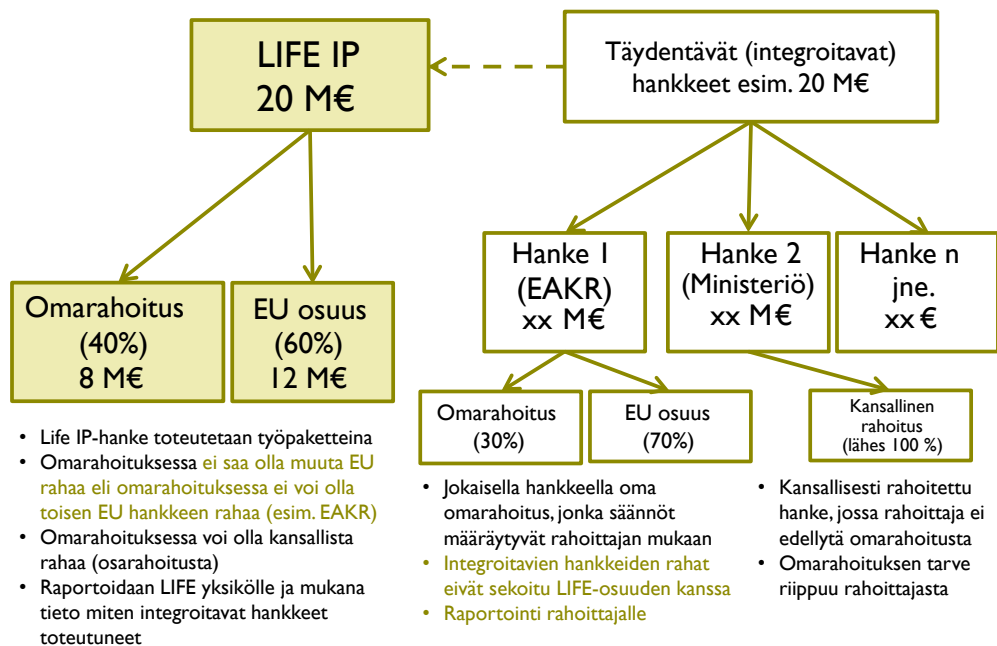 LIFE IP
20 M€
Täydentävät (integroitavat)
hankkeet esim. 20 M€
Omarahoitus
(40%)
8 M€
EU osuus
(60%)
12 M€
Hanke 1
(EAKR)
xx M€
Hanke 2
(Ministeriö)
xx M€
Hanke n
jne.
xx €
Omarahoitus
(30%)
EU osuus
(70%)
Kansallinen
rahoitus
(lähes 100 %)
• Life IP-hanke toteutetaan työpaketteina
• Omarahoituksessa ei saa olla muuta EU
rahaa eli omarahoituksessa ei voi olla
toisen EU hankkeen rahaa (esim. EAKR)
• Omarahoituksessa voi olla kansallista
rahaa (osarahoitusta)
• Raportoidaan LIFE yksikölle ja mukana
tieto miten integroitavat hankkeet
toteutuneet
• Jokaisella hankkeella oma
omarahoitus, jonka säännöt
määräytyvät rahoittajan mukaan
• Integroitavien hankkeiden rahat
eivät sekoitu LIFE-osuuden kanssa
• Raportointi rahoittajalle
• Kansallisesti rahoitettu
hanke, jossa rahoittaja ei
edellytä omarahoitusta
• Omarahoituksen tarve
riippuu rahoittajasta